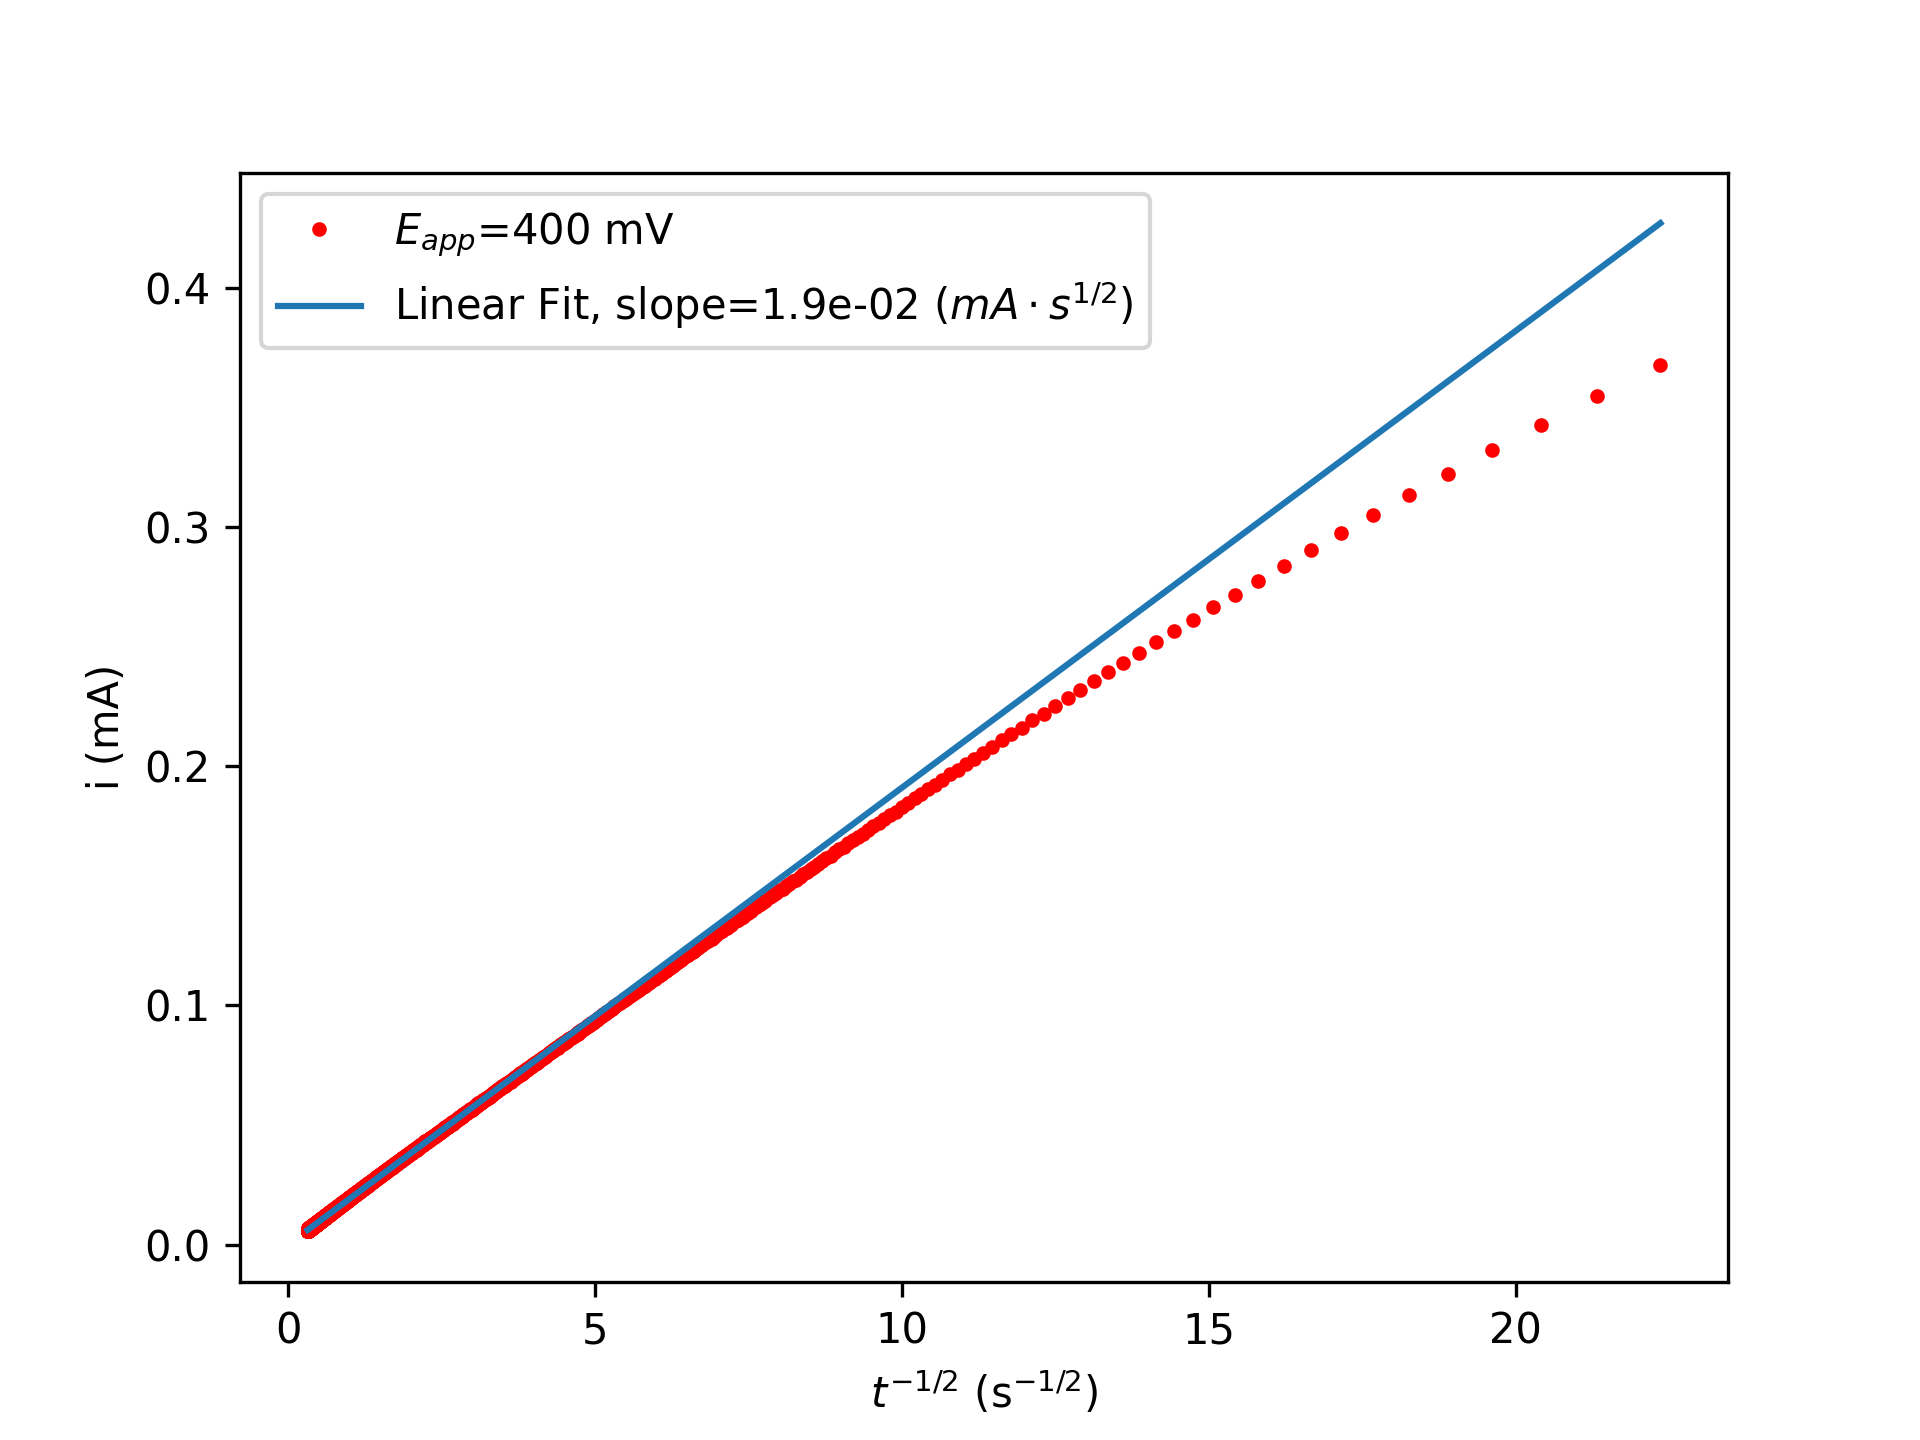 E_app=400 mV
Linear Fit, slope=1.9e-02 (mA · s^1/2)
i (mA)
0.4
0.3
0.2
0.1
0.0
0 5 10 15 20
t^−1/2 (s^−1/2)